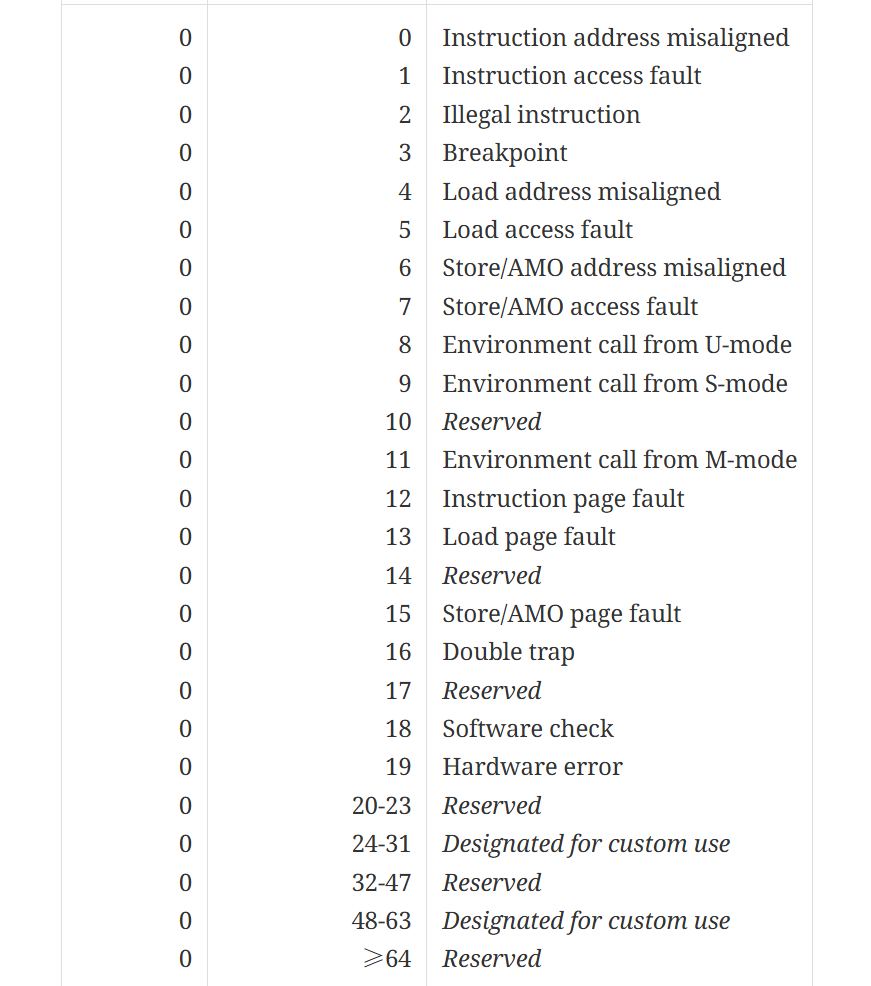 0 0 Instruction address misaligned
0 1 Instruction access fault
0 2 Illegal instruction
0 3 Breakpoint
0 4 Load address misaligned
0 5 Load access fault
0 6 Store/AMO address misaligned
0 7 Store/AMO access fault
0 8 Environment call from U-mode
0 9 Environment call from S-mode
0 10 Reserved
0 11 Environment call from M-mode
0 12 Instruction page fault
0 13 Load page fault
0 14 Reserved
0 15 Store/AMO page fault
0 16 Double trap
0 17 Reserved
0 18 Software check
0 19 Hardware error
0 20-23 Reserved
0 24-31 Designated for custom use
0 32-47 Reserved
0 48-63 Designated for custom use
0 ⩾64 Reserved